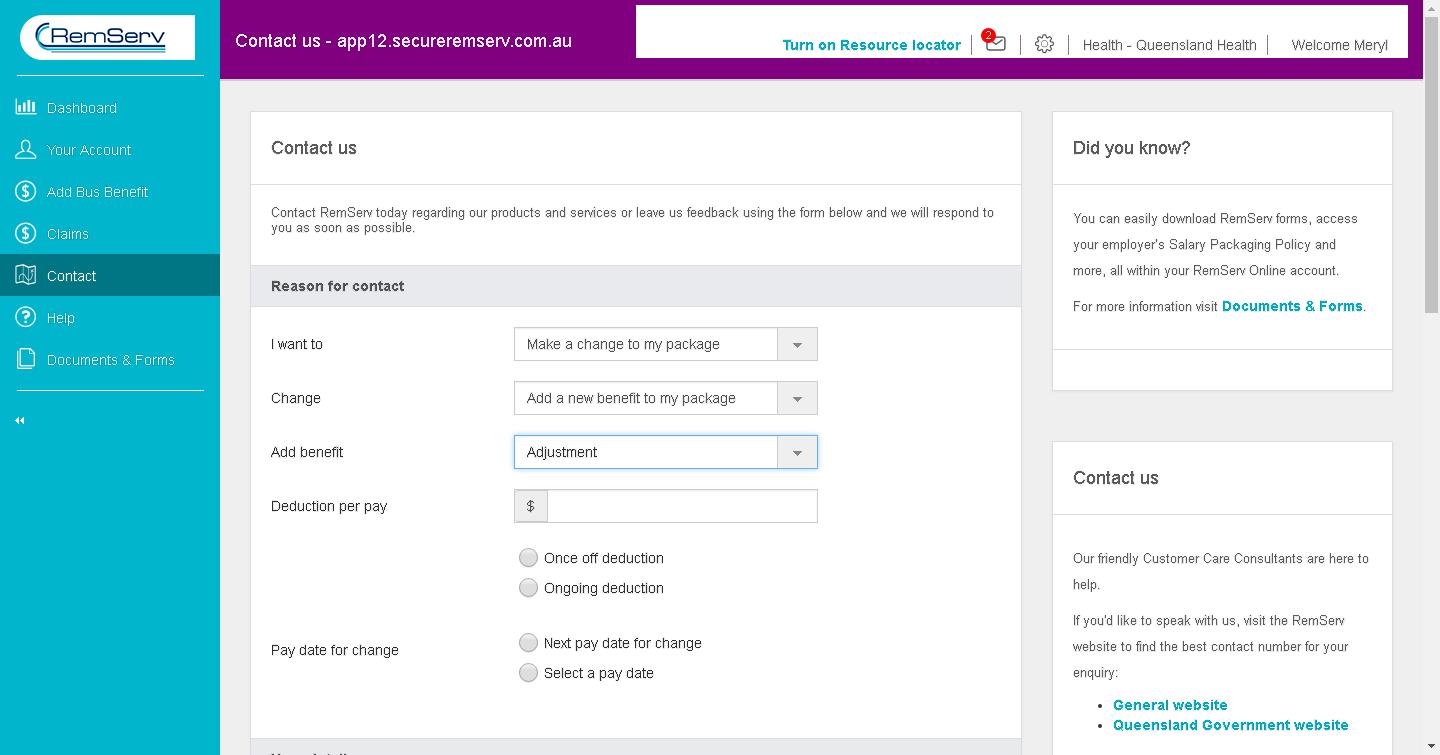 RemServ
Contact us - app12.secureremserv.com.au
Turn on Resource locator
2
Health - Queensland Health
Welcome Meryl
Dashboard
Your Account
Add Bus Benefit
Claims
Contact
Help
Documents & Forms
Contact us
Contact RemServ today regarding our products and services or leave us feedback using the form below and we will respond to
you as soon as possible.
Reason for contact
I want to
Make a change to my package
Change
Add a new benefit to my package
Add benefit
Adjustment
Deduction per pay
$
Once off deduction
Ongoing deduction
Pay date for change
Next pay date for change
Select a pay date
Did you know?
You can easily download RemServ forms, access
your employer's Salary Packaging Policy and
more, all within your RemServ Online account.
For more information visit Documents & Forms.
Contact us
Our friendly Customer Care Consultants are here to
help.
If you'd like to speak with us, visit the RemServ
website to find the best contact number for your
enquiry:
• General website
• Queensland Government website